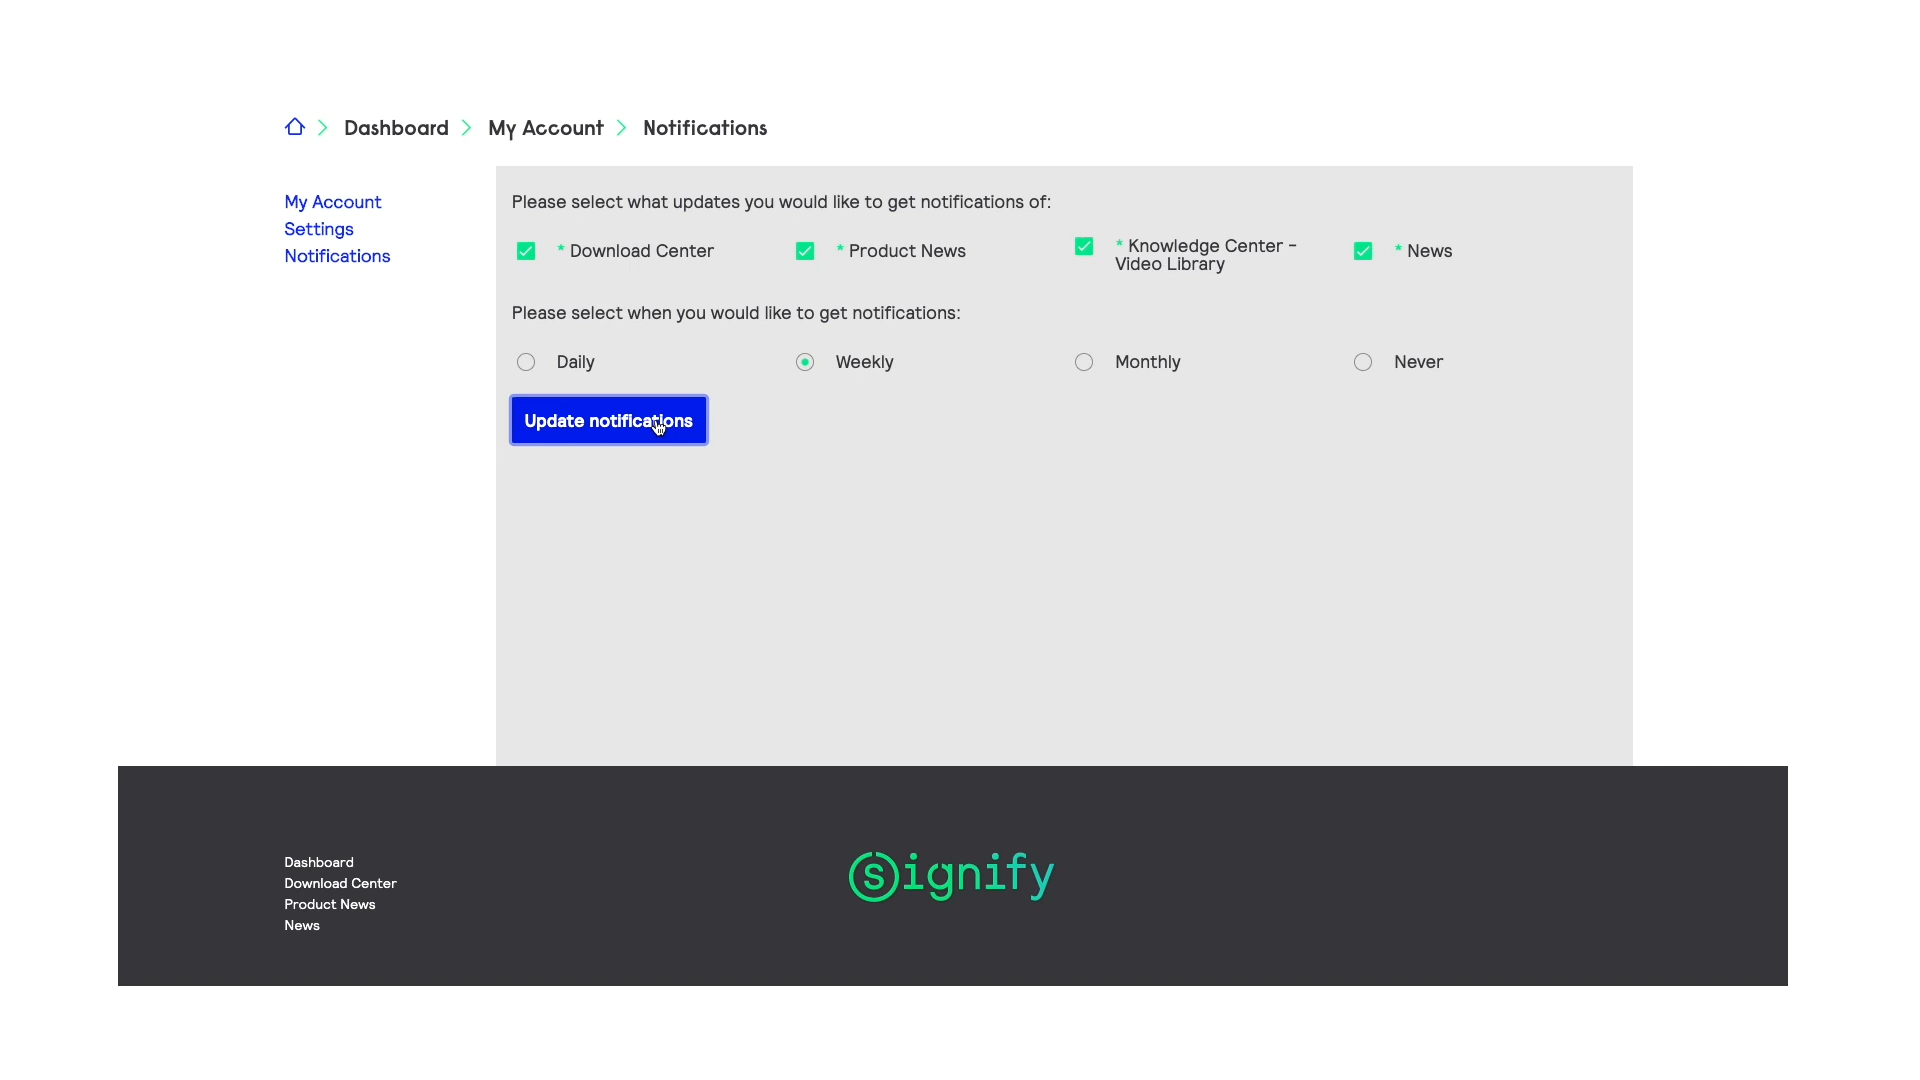 Dashboard My Account Notifications
My Account
Settings
Notifications
Please select what updates you would like to get notifications of:
* Download Center
* Product News
* Knowledge Center -
Video Library
* News
Please select when you would like to get notifications:
Daily
Weekly
Monthly
Never
Update notifications
Dashboard
Download Center
Product News
News
Signify